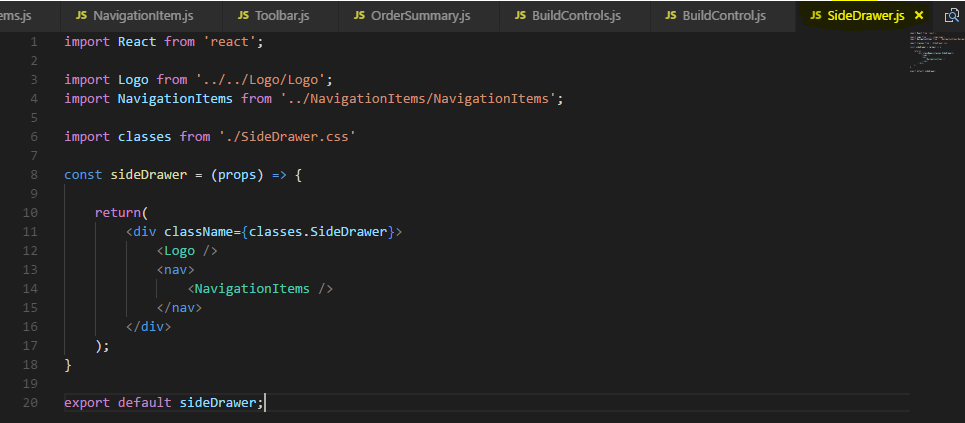 ems.js JS NavigationItem.js JS Toolbar.js JS OrderSummary.js JS BuildControls.js JS BuildControl.js JS SideDrawer.js ×
1 import React from 'react';
2
3 import Logo from '../../Logo/Logo';
4 import NavigationItems from '../NavigationItems/NavigationItems';
5
6 import classes from './SideDrawer.css'
7
8 const sideDrawer = (props) => {
9
10 return(
11 <div className={classes.SideDrawer}>
12 <Logo />
13 <nav>
14 <NavigationItems />
15 </nav>
16 </div>
17 );
18 }
19
20 export default sideDrawer;